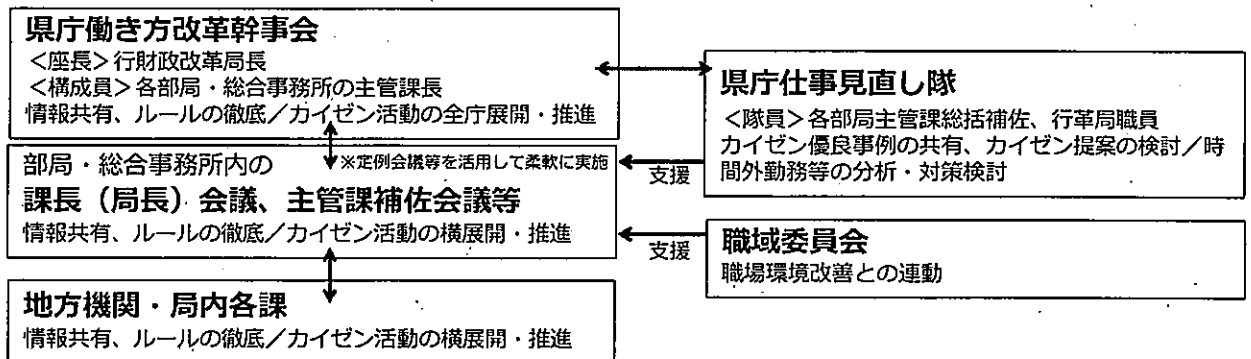 県庁働き方改革幹事会
<座長>行財政改革局長
<構成員>各部局・総合事務所の主管課長
情報共有、ルールの徹底/カイゼン活動の全庁展開・推進
県庁仕事見直し隊
<隊員>各部局主管課総括補佐、行革局職員
カイゼン優良事例の共有、カイゼン提案の検討/時
間外勤務等の分析・対策検討
部局・総合事務所内の
※定例会議等を活用して柔軟に実施
課長(局長)会議、主管課補佐会議等
情報共有、ルールの徹底/カイゼン活動の横展開・推進
支援
支援
職域委員会
職場環境改善との連動
地方機関・局内各課
情報共有、ルールの徹底/カイゼン活動の横展開・推進